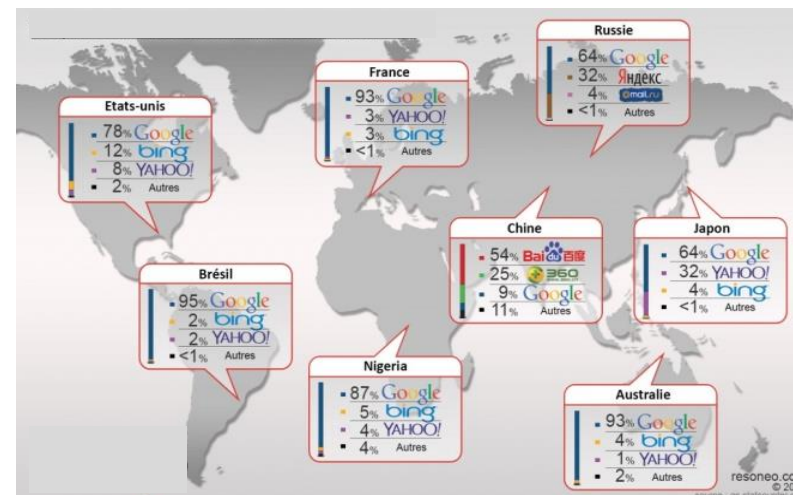 Russie
64% Google
32% Яндекс
4% @mail.ru
<1% Autres
France
93% Google
3% YAHOO!
3% bing
<1% Autres
Etats-unis
78% Google
12% bing
8% YAHOO!
2% Autres
Chine
54% Bai du 百度
25% 360
9% Google
11% Autres
Japon
64% Google
32% YAHOO!
4% bing
<1% Autres
Brésil
95% Google
2% bing
2% YAHOO!
<1% Autres
Nigeria
87% Google
5% bing
4% YAHOO!
4% Autres
Australie
93% Google
4% bing
1% YAHOO!
2% Autres
resoneo.co
© 20